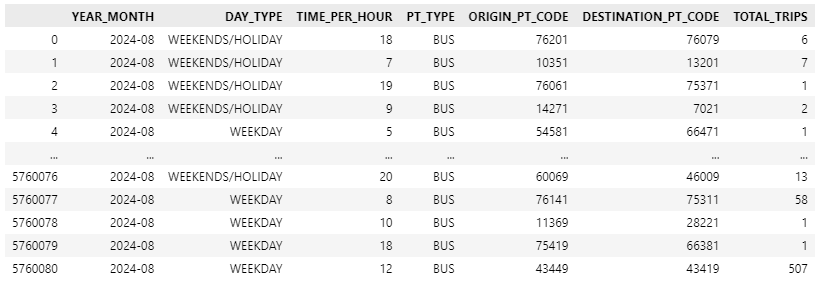 YEAR_MONTH DAY_TYPE TIME_PER_HOUR PT_TYPE ORIGIN_PT_CODE DESTINATION_PT_CODE TOTAL_TRIPS
0 2024-08 WEEKENDS/HOLIDAY 18 BUS 76201 76079 6
1 2024-08 WEEKENDS/HOLIDAY 7 BUS 10351 13201 7
2 2024-08 WEEKENDS/HOLIDAY 19 BUS 76061 75371 1
3 2024-08 WEEKENDS/HOLIDAY 9 BUS 14271 7021 2
4 2024-08 WEEKDAY 5 BUS 54581 66471 1
... ... ... ... ... ... ... ...
5760076 2024-08 WEEKENDS/HOLIDAY 20 BUS 60069 46009 13
5760077 2024-08 WEEKDAY 8 BUS 76141 75311 58
5760078 2024-08 WEEKDAY 10 BUS 11369 28221 1
5760079 2024-08 WEEKDAY 18 BUS 75419 66381 1
5760080 2024-08 WEEKDAY 12 BUS 43449 43419 507